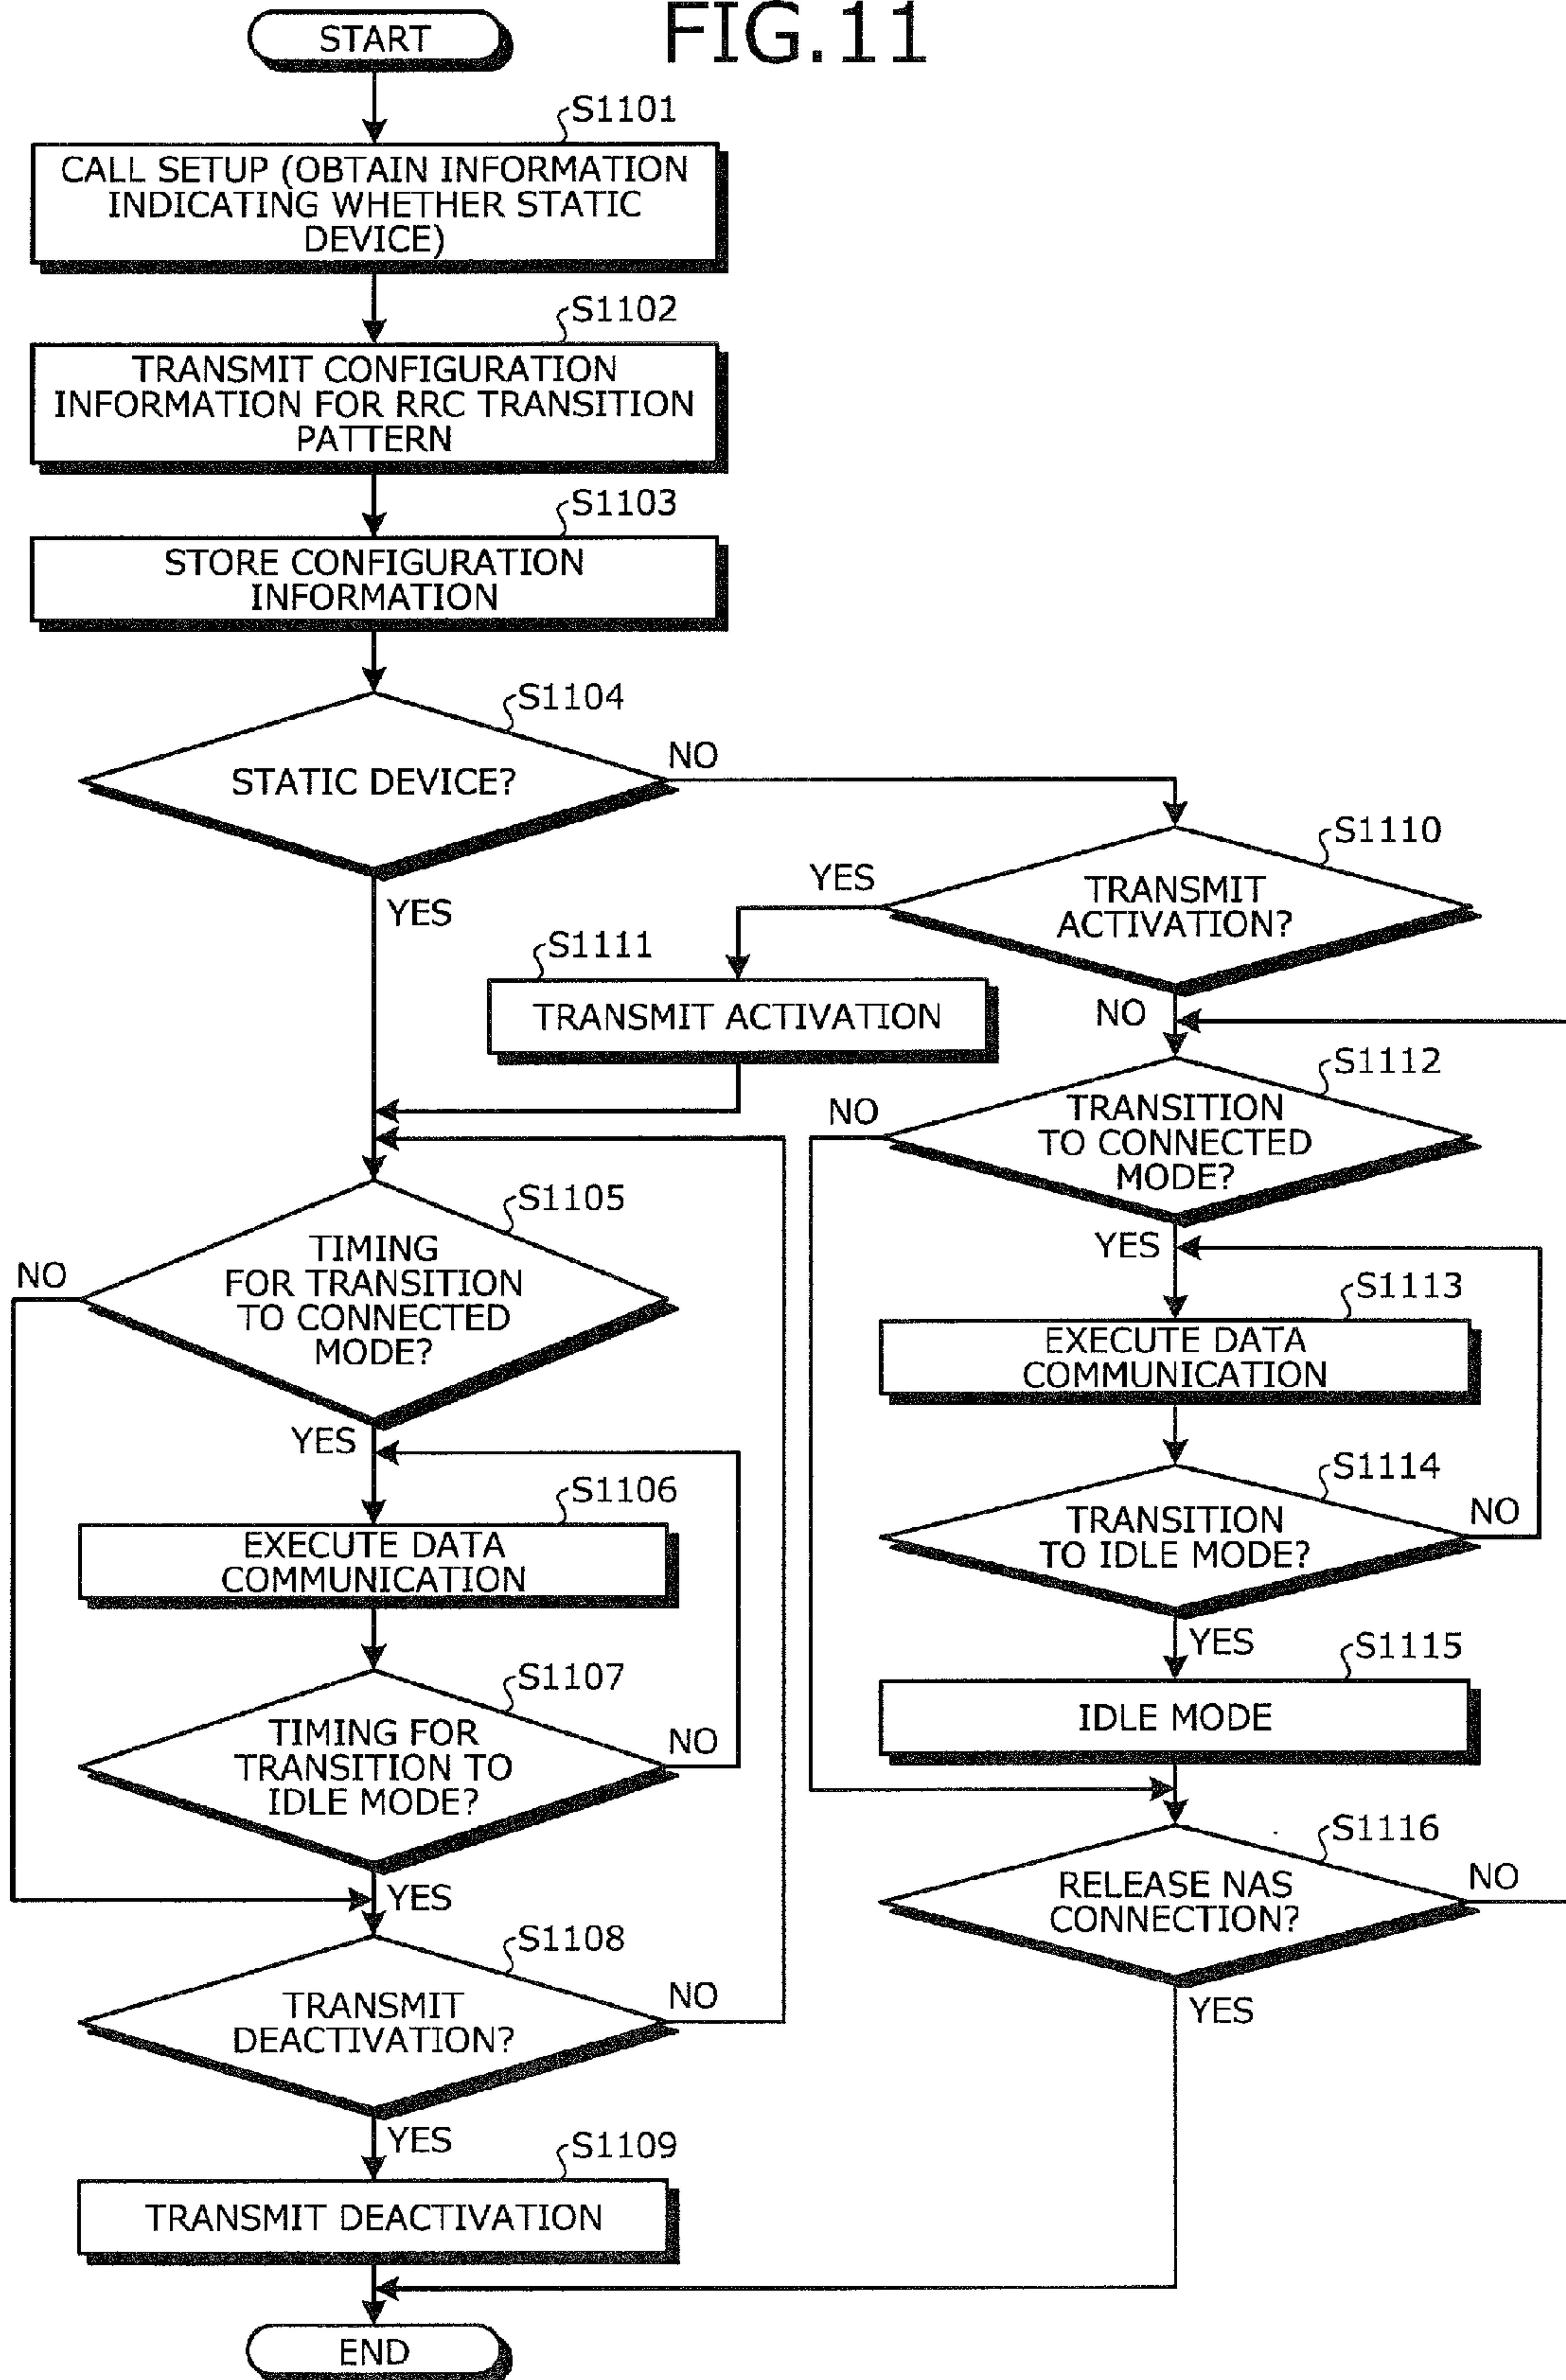 FIG.11
START
S1101
CALL SETUP (OBTAIN INFORMATION
INDICATING WHETHER STATIC
DEVICE)
S1102
TRANSMIT CONFIGURATION
INFORMATION FOR RRC TRANSITION
PATTERN
S1103
STORE CONFIGURATION
INFORMATION
S1104
STATIC DEVICE?
NO
YES
S1110
TRANSMIT
ACTIVATION?
YES
NO
S1111
TRANSMIT ACTIVATION
S1112
TRANSITION
TO CONNECTED
MODE?
NO
YES
S1105
TIMING
FOR TRANSITION
TO CONNECTED
MODE?
NO
YES
S1113
EXECUTE DATA
COMMUNICATION
S1106
EXECUTE DATA
COMMUNICATION
S1114
TRANSITION
TO IDLE MODE?
NO
YES
S1107
TIMING FOR
TRANSITION TO
IDLE MODE?
NO
YES
S1115
IDLE MODE
S1116
RELEASE NAS
CONNECTION?
NO
YES
S1108
TRANSMIT
DEACTIVATION?
NO
YES
S1109
TRANSMIT DEACTIVATION
END